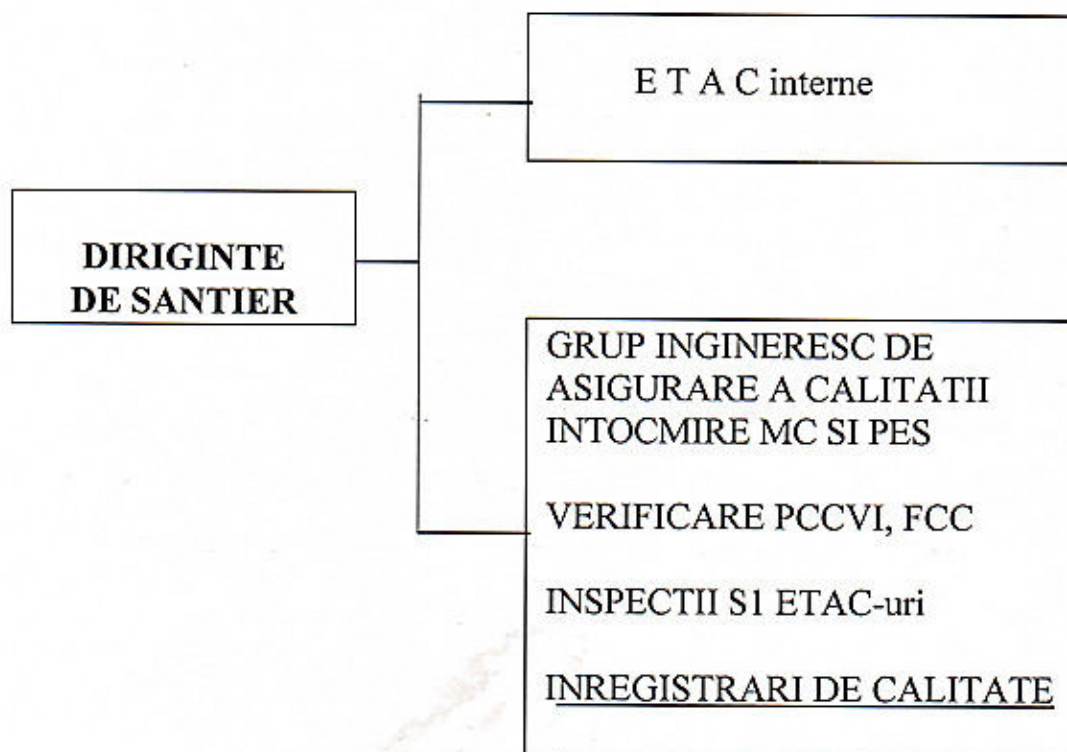 E T A C interne
DIRIGINTE
DE SANTIER
GRUP INGINERESC DE
ASIGURARE A CALITATII
INTOCMIRE MC SI PES
VERIFICARE PCCVI, FCC
INSPECTII S1 ETAC-uri
INREGISTRARI DE CALITATE